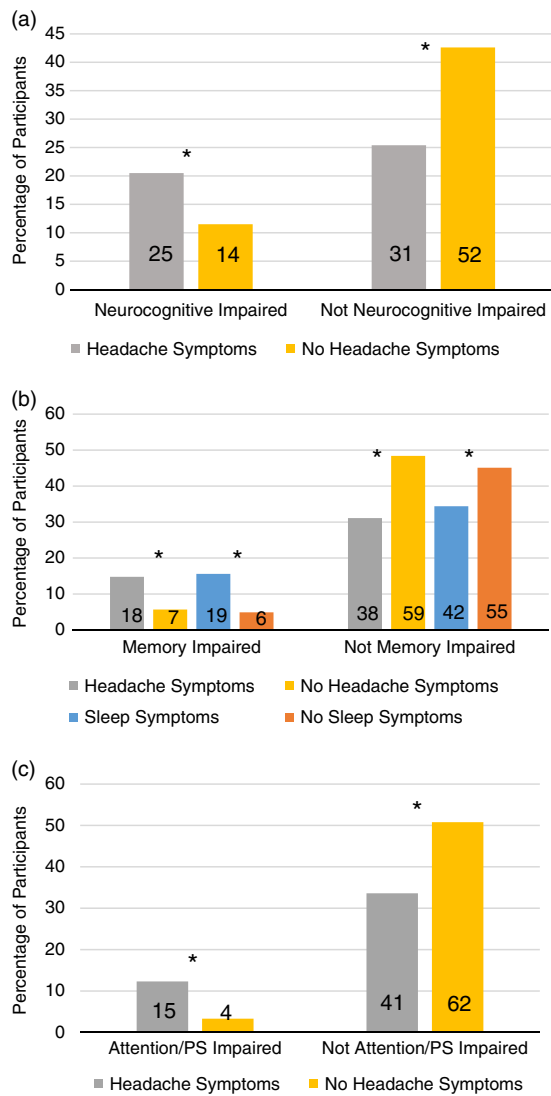 (a)
Percentage of Participants
45
40
35
30
25
20
15
10
5
0
*
*
25
14
31
52
Neurocognitive Impaired
Not Neurocognitive Impaired
Headache Symptoms
No Headache Symptoms
(b)
Percentage of Participants
60
50
40
30
20
10
0
*
*
*
*
18
7
19
6
38
59
42
55
Memory Impaired
Not Memory Impaired
Headache Symptoms
No Headache Symptoms
Sleep Symptoms
No Sleep Symptoms
(c)
Percentage of Participants
60
50
40
30
20
10
0
*
*
15
4
41
62
Attention/PS Impaired
Not Attention/PS Impaired
Headache Symptoms
No Headache Symptoms